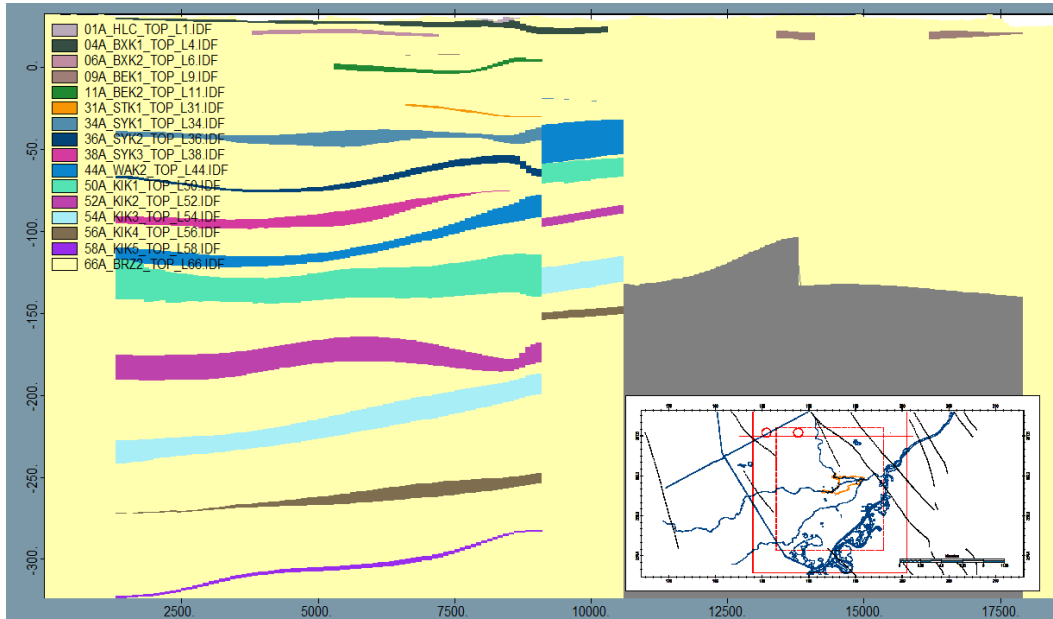 01A_HLC_TOP_L1.IDF
04A_BXK1_TOP_L4.IDF
06A_BXK2_TOP_L6.IDF
09A_BEK1_TOP_L9.IDF
11A_BEK2_TOP_L11.IDF
31A_STK1_TOP_L31.IDF
34A_SYK1_TOP_L34.IDF
36A_SYK2_TOP_L36.IDF
38A_SYK3_TOP_L38.IDF
44A_WAK2_TOP_L44.IDF
50A_KIK1_TOP_L50.IDF
52A_KIK2_TOP_L52.IDF
54A_KIK3_TOP_L54.IDF
56A_KIK4_TOP_L56.IDF
58A_KIK5_TOP_L58.IDF
66A_BRZ2_TOP_L66.IDF
0.
-50.
-100.
-150.
-200.
-250.
-300.
2500.
5000.
7500.
10000.
12500.
15000.
17500.